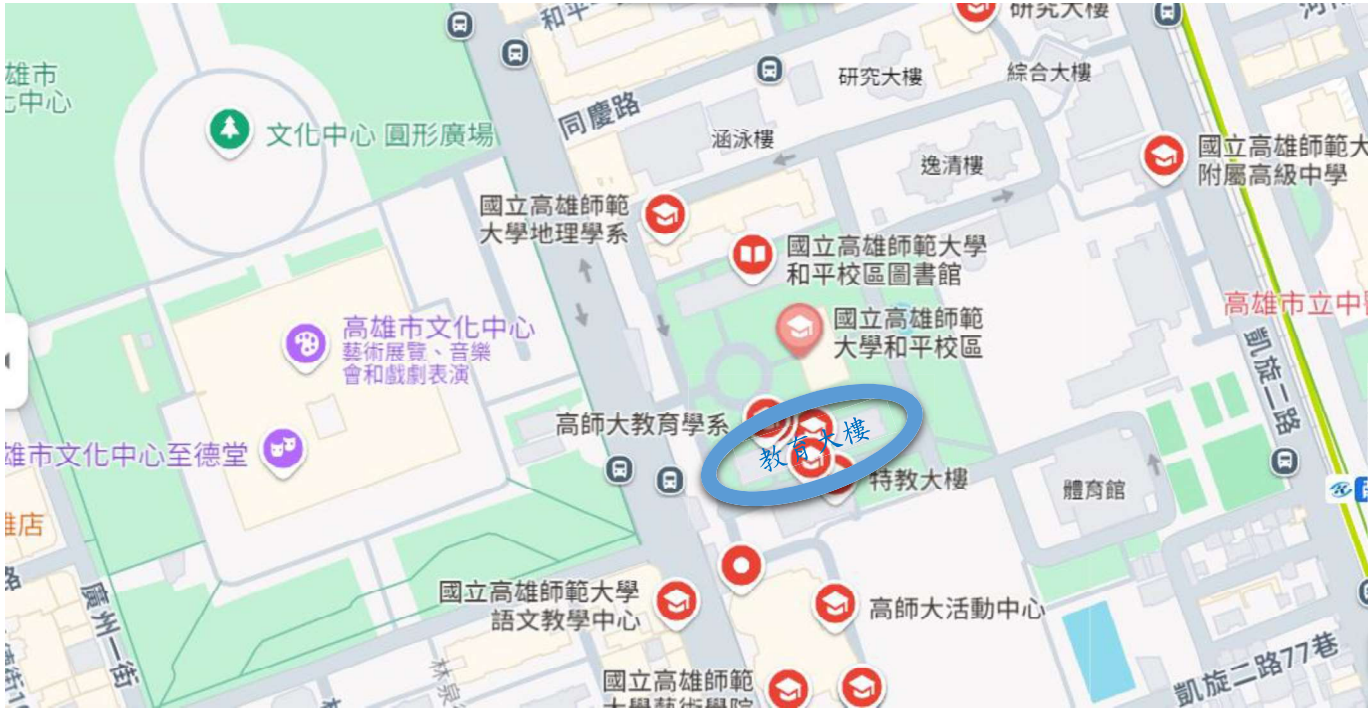 研究大樓
同慶路
研究大樓
綜合大樓
雄市
文化中心 圓形廣場
涵泳樓
逸清樓
國立高雄師範大
附屬高級中學
國立高雄師範
大學地理學系
國立高雄師範大學
和平校區圖書館
高雄市文化中心
藝術展覽、音樂
會和戲劇表演
國立高雄師範
大學和平校區
高雄市立中
凱旋二路
高師大教育學系
教育大樓
雄市文化中心至德堂
特教大樓
體育館
廣州一街
國立高雄師範大學
語文教學中心
高師大活動中心
國立高雄師範
大學藝術學院
凱旋二路77巷